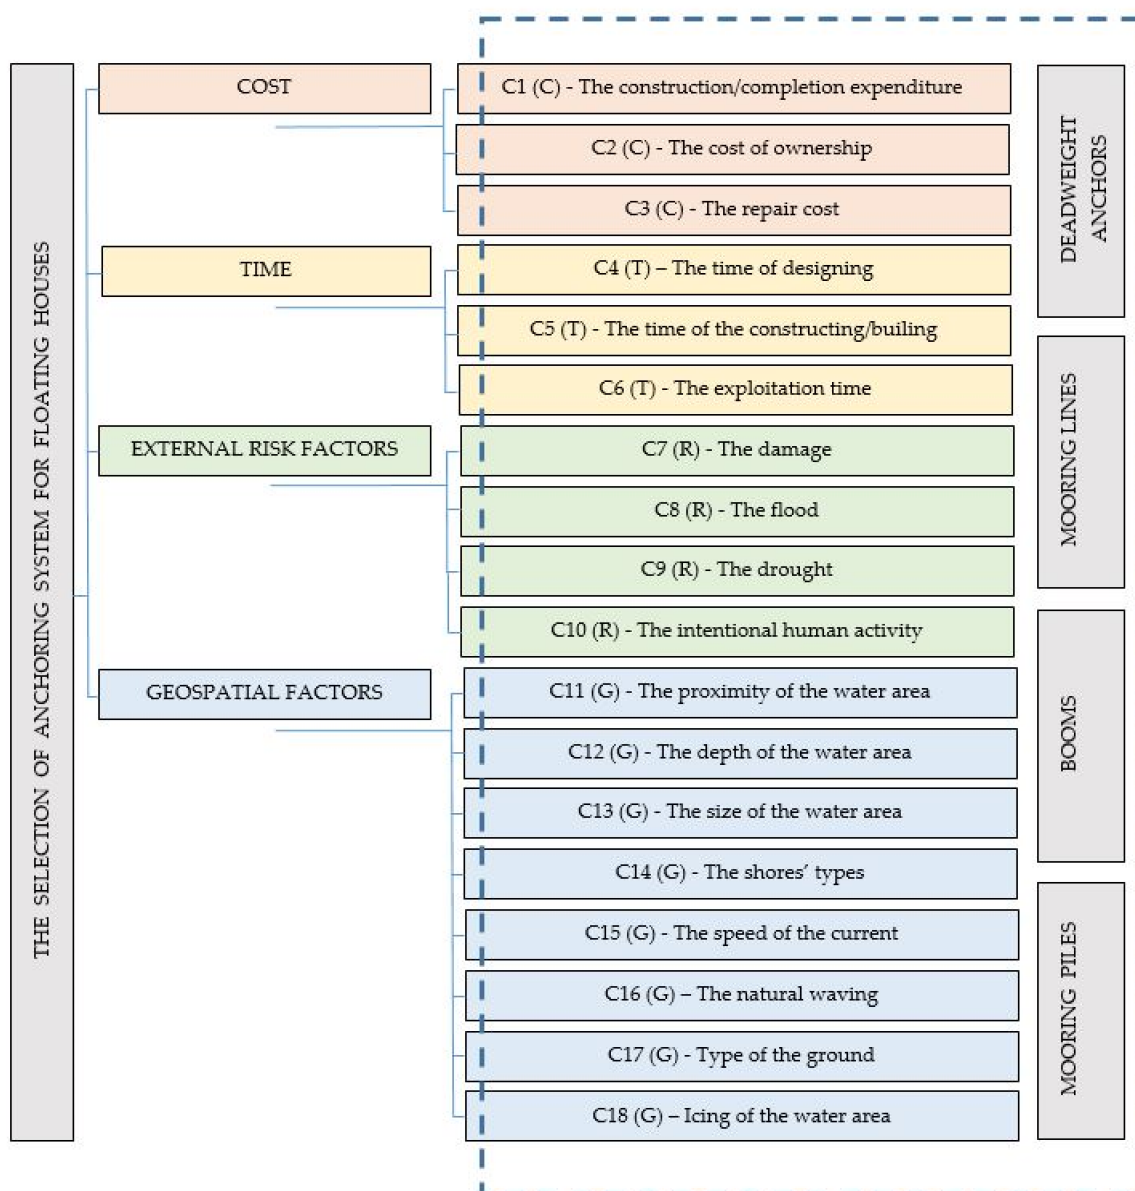 THE SELECTION OF ANCHORING SYSTEM FOR FLOATING HOUSES
COST
C1 (C) - The construction/completion expenditure
C2 (C) - The cost of ownership
C3 (C) - The repair cost
TIME
C4 (T) – The time of designing
C5 (T) - The time of the constructing/builing
C6 (T) - The exploitation time
EXTERNAL RISK FACTORS
C7 (R) - The damage
C8 (R) - The flood
C9 (R) - The drought
C10 (R) - The intentional human activity
GEOSPATIAL FACTORS
C11 (G) - The proximity of the water area
C12 (G) - The depth of the water area
C13 (G) - The size of the water area
C14 (G) - The shores’ types
C15 (G) - The speed of the current
C16 (G) – The natural waving
C17 (G) - Type of the ground
C18 (G) – Icing of the water area
DEADWEIGHT
ANCHORS
MOORING LINES
BOOMS
MOORING PILES